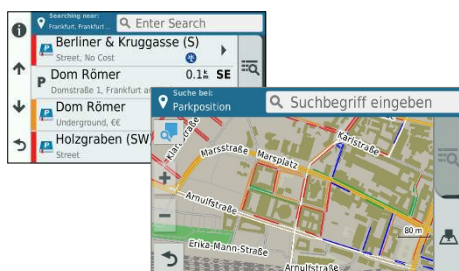 Searching near:
Frankfurt, Frankfurt ...
Enter Search
Berliner & Kruggasse (S)
Street, No Cost
P Dom Römer
0.1 SE
Domstraße 1, Frankfurt a
Dom Römer
Underground, €€
Holzgraben (SW)
Street
Suche bei:
Parkposition
Suchbegriff eingeben
Karlstraße
Marsstraße
Marsplatz
Arnulfstraße
80 m
Erika-Mann-Straße
Arnulfstraße